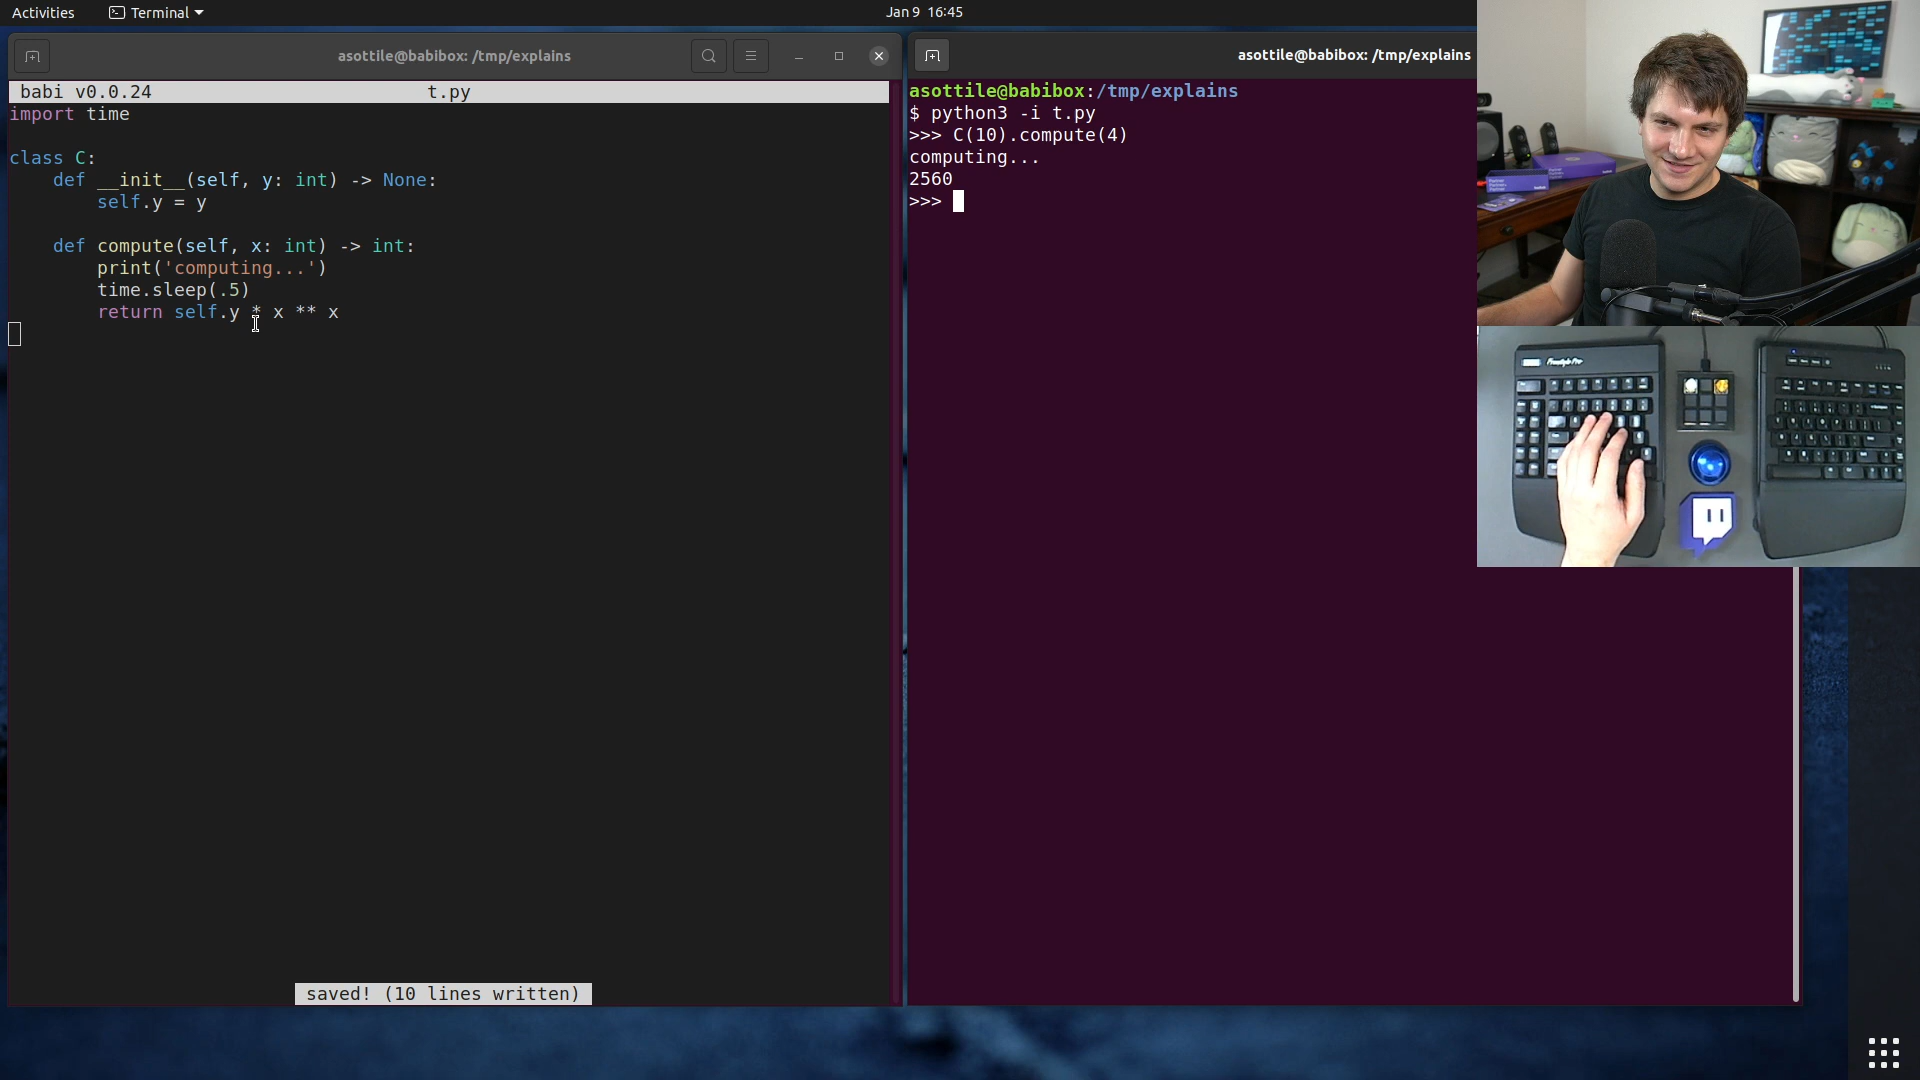 Activities
Terminal
Jan 9 16:45
asottile@babibox: /tmp/explains
babi v0.0.24 t.py
import time
class C:
    def __init__(self, y: int) -> None:
        self.y = y
    def compute(self, x: int) -> int:
        print('computing...')
        time.sleep(.5)
        return self.y * x ** x
saved! (10 lines written)
asottile@babibox: /tmp/explains
asottile@babibox:/tmp/explains
$ python3 -i t.py
>>> C(10).compute(4)
computing...
2560
>>>
Freestyle Pro